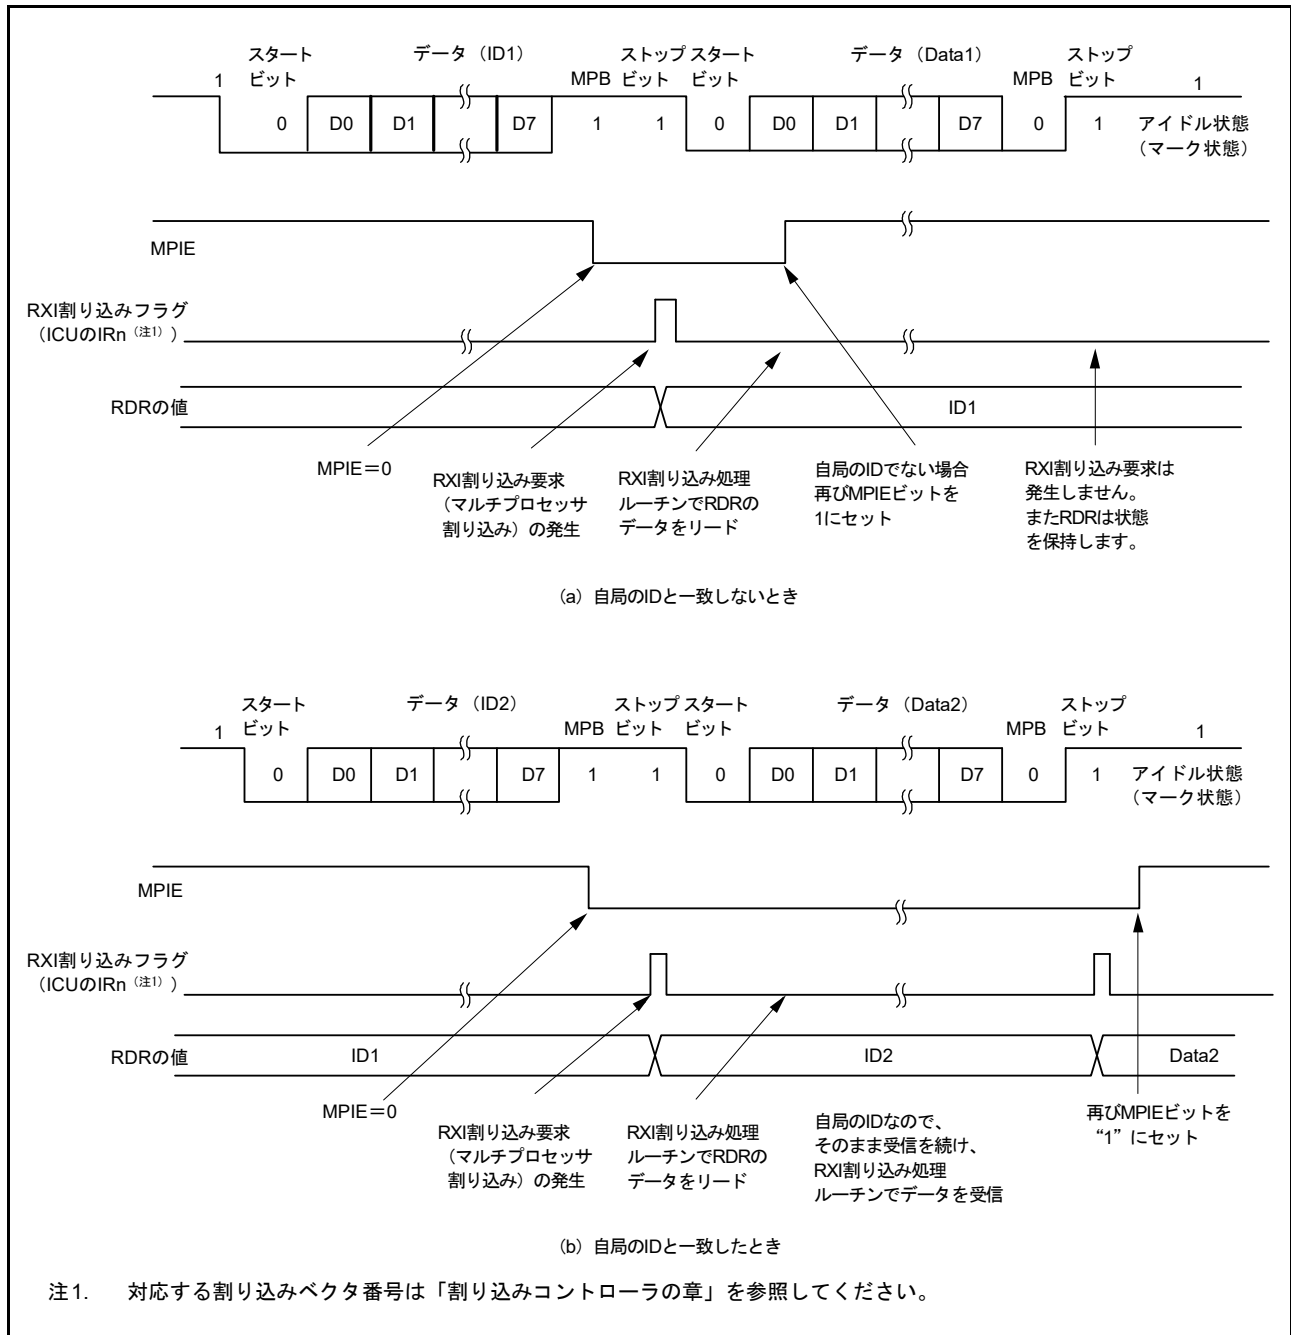 スタート データ（ID1） ストップ スタート データ（Data1） ストップ
1 ビット MPB ビット ビット MPB ビット 1
0 D0 D1 D7 1 1 0 D0 D1 D7 0 1 アイドル状態
（マーク状態）
MPIE
RXI割り込みフラグ
（ICUのIRn（注1））
RDRの値 ID1
MPIE＝0
RXI割り込み要求
（マルチプロセッサ
割り込み）の発生
RXI割り込み処理
ルーチンでRDRの
データをリード
自局のIDでない場合
再びMPIEビットを
1にセット
RXI割り込み要求は
発生しません。
またRDRは状態
を保持します。
（a）自局のIDと一致しないとき
スタート データ（ID2） ストップ スタート データ（Data2） ストップ
1 ビット MPB ビット ビット MPB ビット 1
0 D0 D1 D7 1 1 0 D0 D1 D7 0 1 アイドル状態
（マーク状態）
MPIE
RXI割り込みフラグ
（ICUのIRn（注1））
RDRの値 ID1 ID2 Data2
MPIE＝0
RXI割り込み要求
（マルチプロセッサ
割り込み）の発生
RXI割り込み処理
ルーチンでRDRの
データをリード
自局のIDなので、
そのまま受信を続け、
RXI割り込み処理
ルーチンでデータを受信
再びMPIEビットを
“1”にセット
（b）自局のIDと一致したとき
注1. 対応する割り込みベクタ番号は「割り込みコントローラの章」を参照してください。